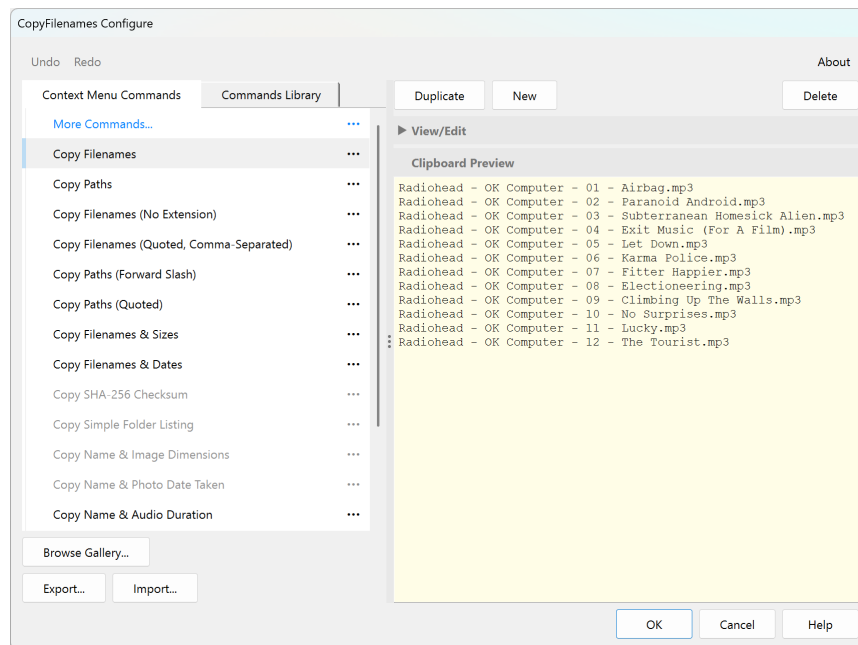 CopyFilenames Configure
Undo Redo About
Context Menu Commands Commands Library
More Commands... ...
Copy Filenames ...
Copy Paths ...
Copy Filenames (No Extension) ...
Copy Filenames (Quoted, Comma-Separated) ...
Copy Paths (Forward Slash) ...
Copy Paths (Quoted) ...
Copy Filenames & Sizes ...
Copy Filenames & Dates ...
Copy SHA-256 Checksum ...
Copy Simple Folder Listing ...
Copy Name & Image Dimensions ...
Copy Name & Photo Date Taken ...
Copy Name & Audio Duration ...
Browse Gallery...
Export... Import...
Duplicate New Delete
View/Edit
Clipboard Preview
Radiohead - OK Computer - 01 - Airbag.mp3
Radiohead - OK Computer - 02 - Paranoid Android.mp3
Radiohead - OK Computer - 03 - Subterranean Homesick Alien.mp3
Radiohead - OK Computer - 04 - Exit Music (For A Film).mp3
Radiohead - OK Computer - 05 - Let Down.mp3
Radiohead - OK Computer - 06 - Karma Police.mp3
Radiohead - OK Computer - 07 - Fitter Happier.mp3
Radiohead - OK Computer - 08 - Electioneering.mp3
Radiohead - OK Computer - 09 - Climbing Up The Walls.mp3
Radiohead - OK Computer - 10 - No Surprises.mp3
Radiohead - OK Computer - 11 - Lucky.mp3
Radiohead - OK Computer - 12 - The Tourist.mp3
OK Cancel Help